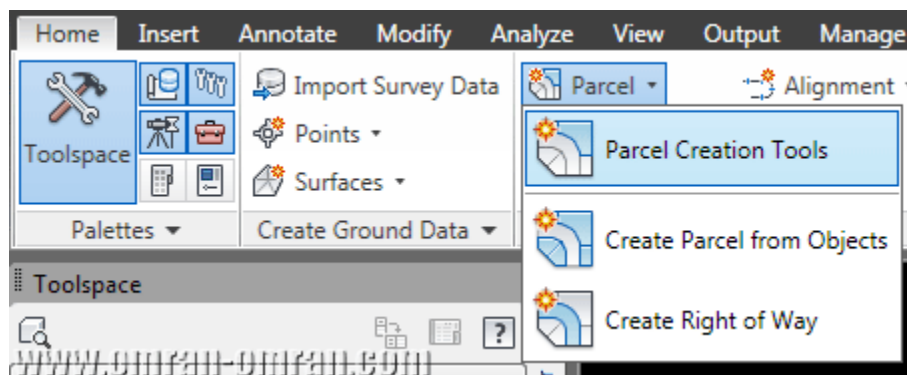 Home Insert Annotate Modify Analyze View Output Manage
Import Survey Data Parcel Alignment
Points
Toolspace
Parcel Creation Tools
Surfaces
Palettes Create Ground Data
Create Parcel from Objects
Toolspace
Create Right of Way
?
www.omran-omran.com